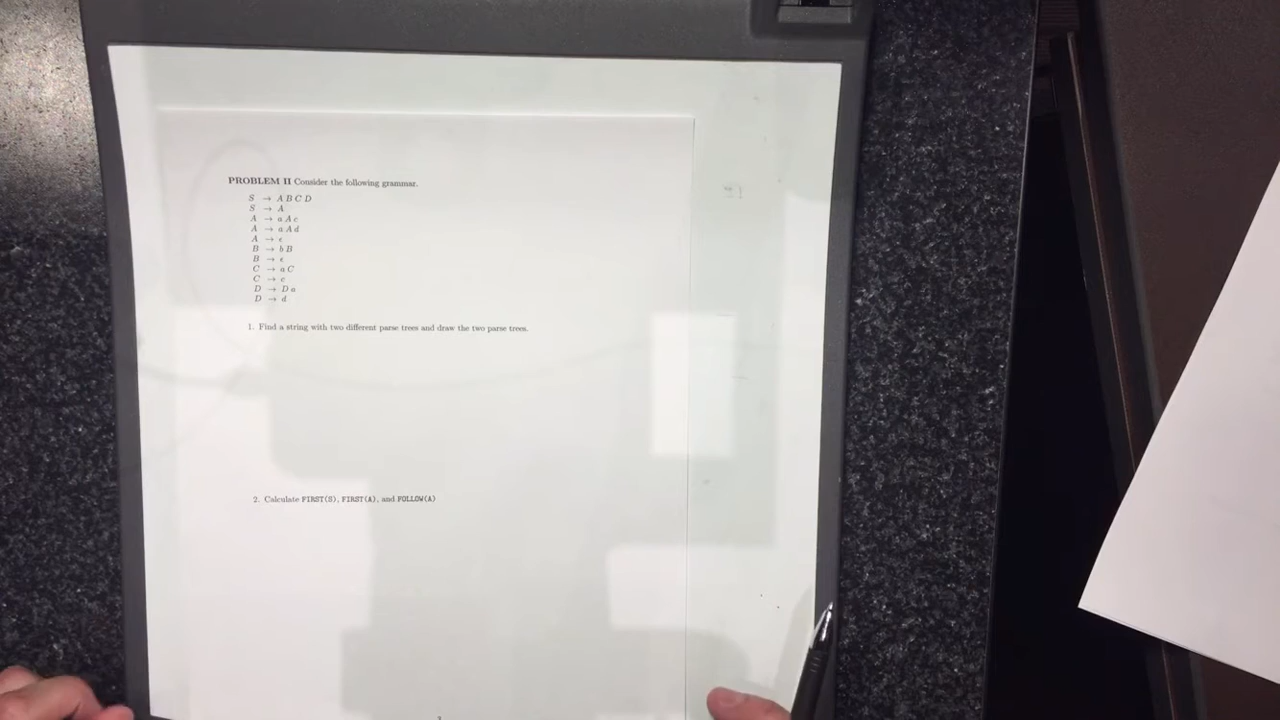 PROBLEM II Consider the following grammar.
S → A B C D
S → A
A → a A c
A → a A d
A → ϵ
B → b B
B → ϵ
C → a C
C → c
D → D a
D → d
1. Find a string with two different parse trees and draw the two parse trees.
2. Calculate FIRST(S), FIRST(A), and FOLLOW(A)